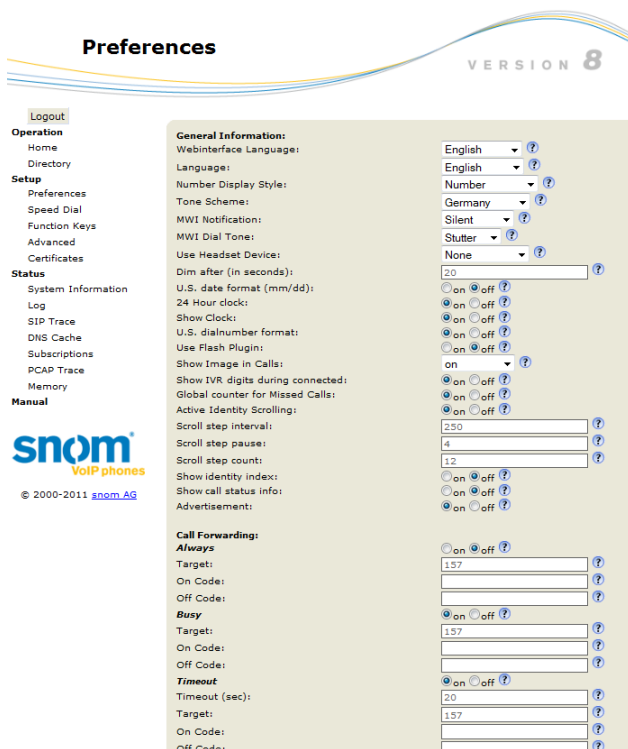 Preferences
VERSION 8
Logout
Operation
Home
Directory
Setup
Preferences
Speed Dial
Function Keys
Advanced
Certificates
Status
System Information
Log
SIP Trace
DNS Cache
Subscriptions
PCAP Trace
Memory
Manual
snom
VoIP phones
© 2000-2011 snom AG
General Information:
Webinterface Language: English ?
Language: English ?
Number Display Style: Number ?
Tone Scheme: Germany ?
MWI Notification: Silent ?
MWI Dial Tone: Stutter ?
Use Headset Device: None ?
Dim after (in seconds): 20 ?
U.S. date format (mm/dd): on off ?
24 Hour clock: on off ?
Show Clock: on off ?
U.S. dialnumber format: on off ?
Use Flash Plugin: on off ?
Show Image in Calls: on ?
Show IVR digits during connected: on off ?
Global counter for Missed Calls: on off ?
Active Identity Scrolling: on off ?
Scroll step interval: 250 ?
Scroll step pause: 4 ?
Scroll step count: 12 ?
Show identity index: on off ?
Show call status info: on off ?
Advertisement: on off ?
Call Forwarding:
Always on off ?
Target: 157 ?
On Code: ?
Off Code: ?
Busy on off ?
Target: 157 ?
On Code: ?
Off Code: ?
Timeout on off ?
Timeout (sec): 20 ?
Target: 157 ?
On Code: ?
Off Code: ?